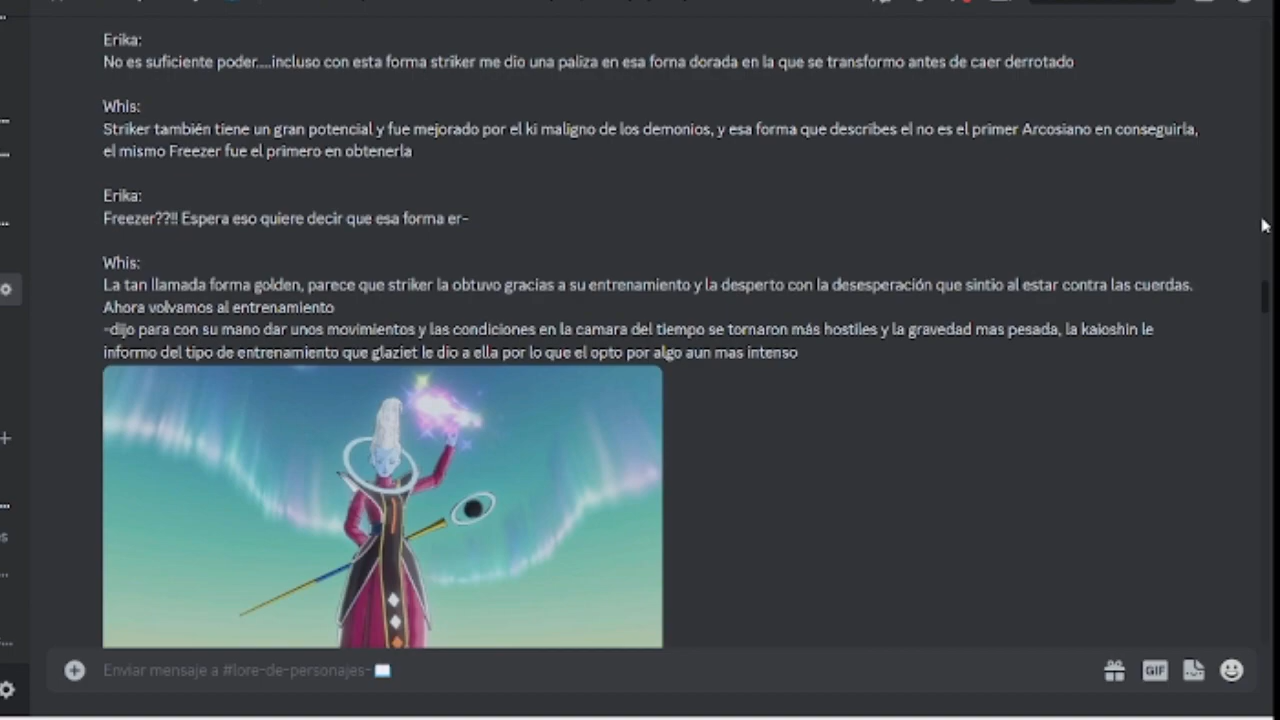 Erika:
No es suficiente poder....incluso con esta forma striker me dio una paliza en esa forna dorada en la que se transformo antes de caer derrotado
Whis:
Striker también tiene un gran potencial y fue mejorado por el ki maligno de los demonios, y esa forma que describes el no es el primer Arcosiano en conseguirla,
el mismo Freezer fue el primero en obtenerla
Erika:
Freezer??!! Espera eso quiere decir que esa forma er-
Whis:
La tan llamada forma golden, parece que striker la obtuvo gracias a su entrenamiento y la desperto con la desesperación que sintio al estar contra las cuerdas.
Ahora volvamos al entrenamiento
-dijo para con su mano dar unos movimientos y las condiciones en la camara del tiempo se tornaron más hostiles y la gravedad mas pesada, la kaioshin le
informo del tipo de entrenamiento que glaziet le dio a ella por lo que el opto por algo aun mas intenso
Enviar mensaje a #lore-de-personajes-
GIF